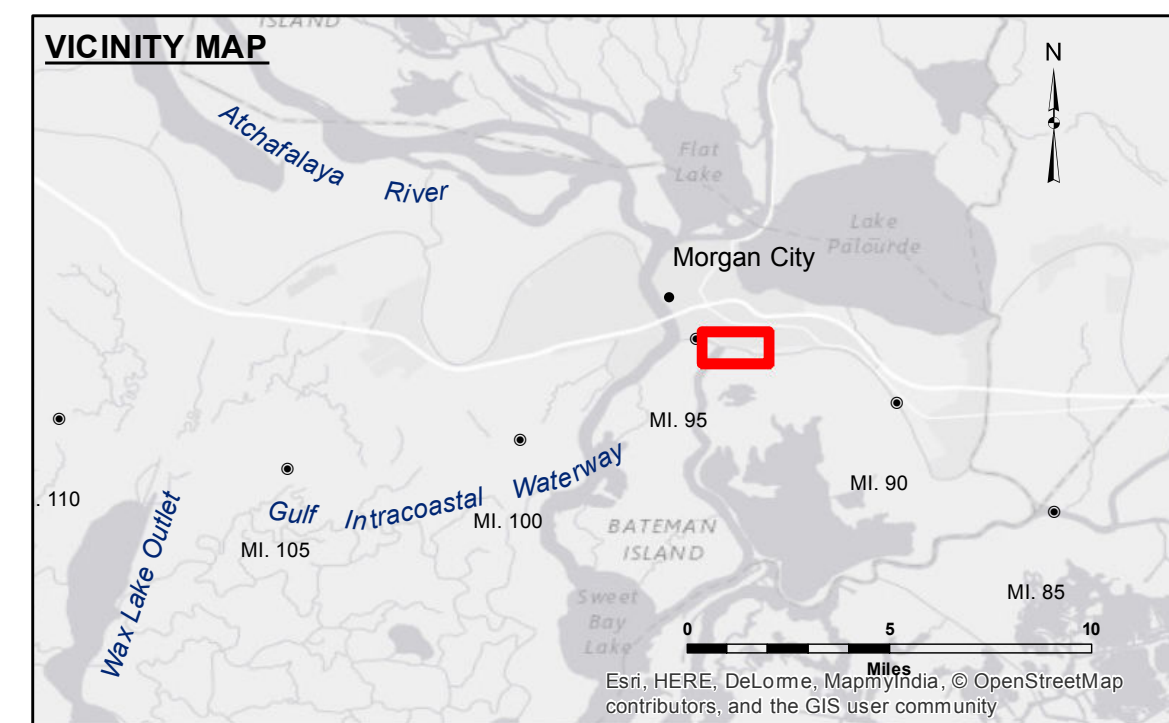 ISLAND
VICINITY MAP
N
Atchafalaya River
Flat
Lake
Lake
Palourde
Morgan City
MI. 95
MI. 90
. 110
Gulf Intracoastal Waterway
MI. 100
MI. 105
Wax Lake Outlet
BATEMAN
ISLAND
MI. 85
Sweet
Bay
Lake
0 5 10
Miles
Esri, HERE, DeLorme, MapmyIndia, © OpenStreetMap
contributors, and the GIS user community